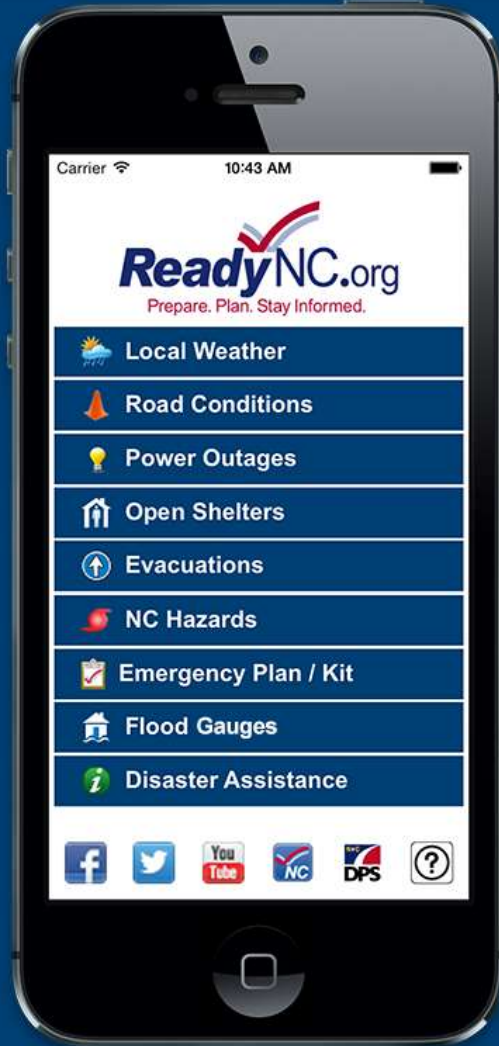 Carrier 10:43 AM
ReadyNC.org
Prepare. Plan. Stay Informed.
Local Weather
Road Conditions
Power Outages
Open Shelters
Evacuations
NC Hazards
Emergency Plan / Kit
Flood Gauges
i Disaster Assistance
f You Tube NC DPS ?